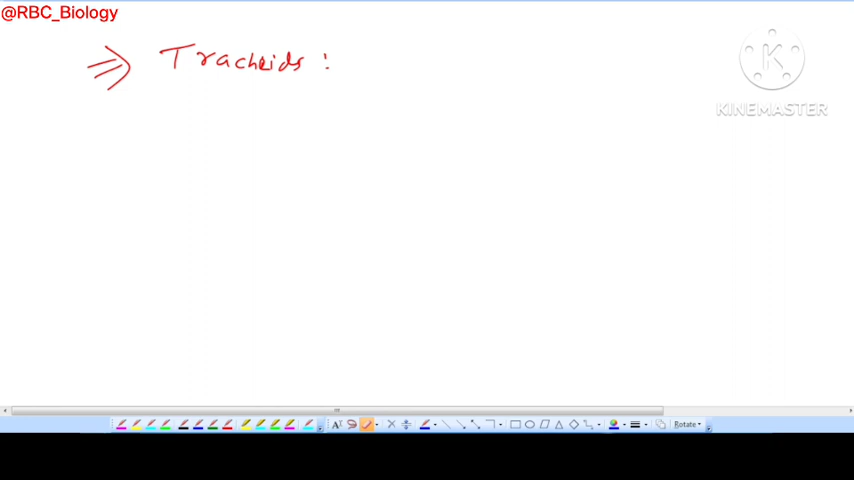 @RBC_Biology
⇒ Tracheids :
KINEMASTER
Rotate